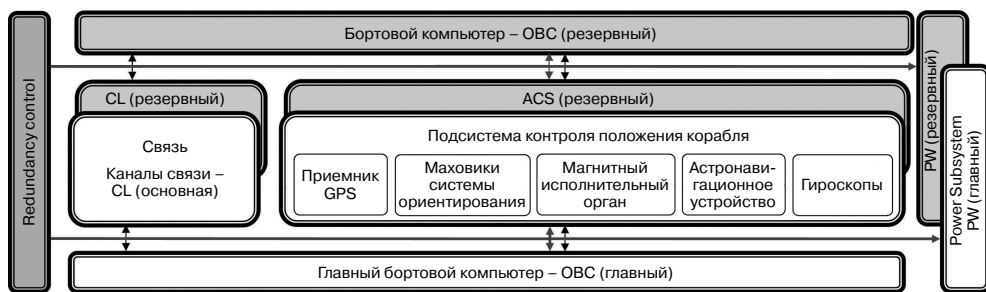 Redundancy control
Бортовой компьютер – OBC (резервный)
CL (резервный)
Связь
Каналы связи –
CL (основная)
ACS (резервный)
Подсистема контроля положения корабля
Приемник
GPS
Маховики
системы
ориентирования
Магнитный
исполнительный
орган
Астронави-
гационное
устройство
Гироскопы
Главный бортовой компьютер – OBC (главный)
PW (резервный)
Power Subsystem
PW (главный)